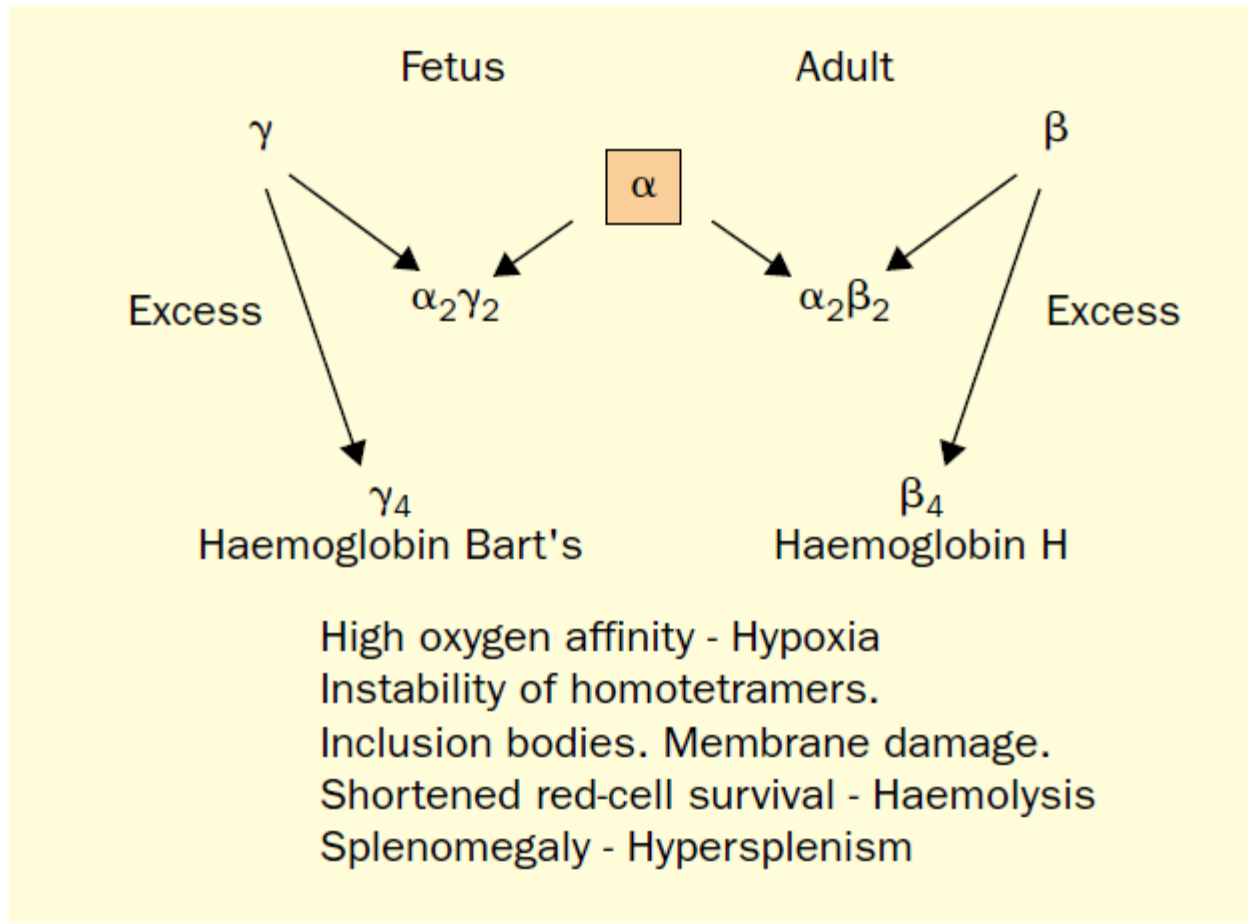 Fetus Adult
γ β
α
α₂γ₂ α₂β₂
Excess Excess
γ₄ β₄
Haemoglobin Bart's Haemoglobin H
High oxygen affinity - Hypoxia
Instability of homotetramers.
Inclusion bodies. Membrane damage.
Shortened red-cell survival - Haemolysis
Splenomegaly - Hypersplenism